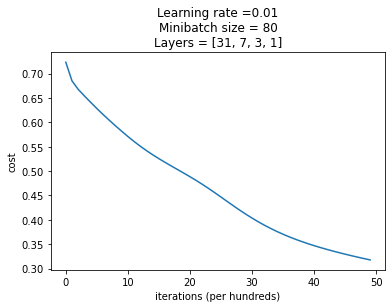 Learning rate =0.01
Minibatch size = 80
Layers = [31, 7, 3, 1]
0.70
0.65
0.60
0.55
0.50
0.45
0.40
0.35
0.30
cost
0 10 20 30 40 50
iterations (per hundreds)